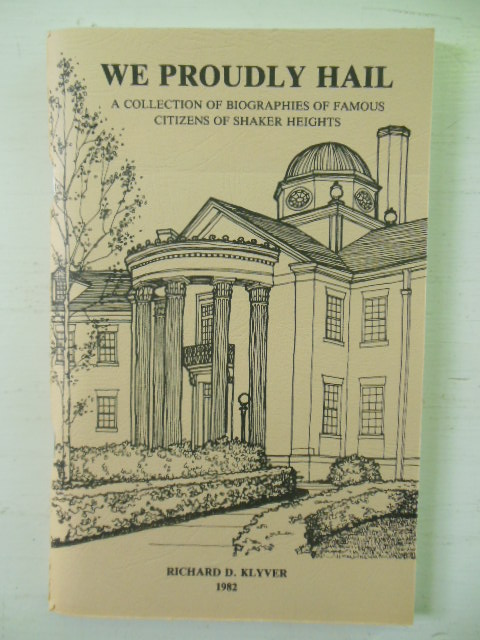 WE PROUDLY HAIL
A COLLECTION OF BIOGRAPHIES OF FAMOUS
CITIZENS OF SHAKER HEIGHTS
RICHARD D. KLYVER
1982